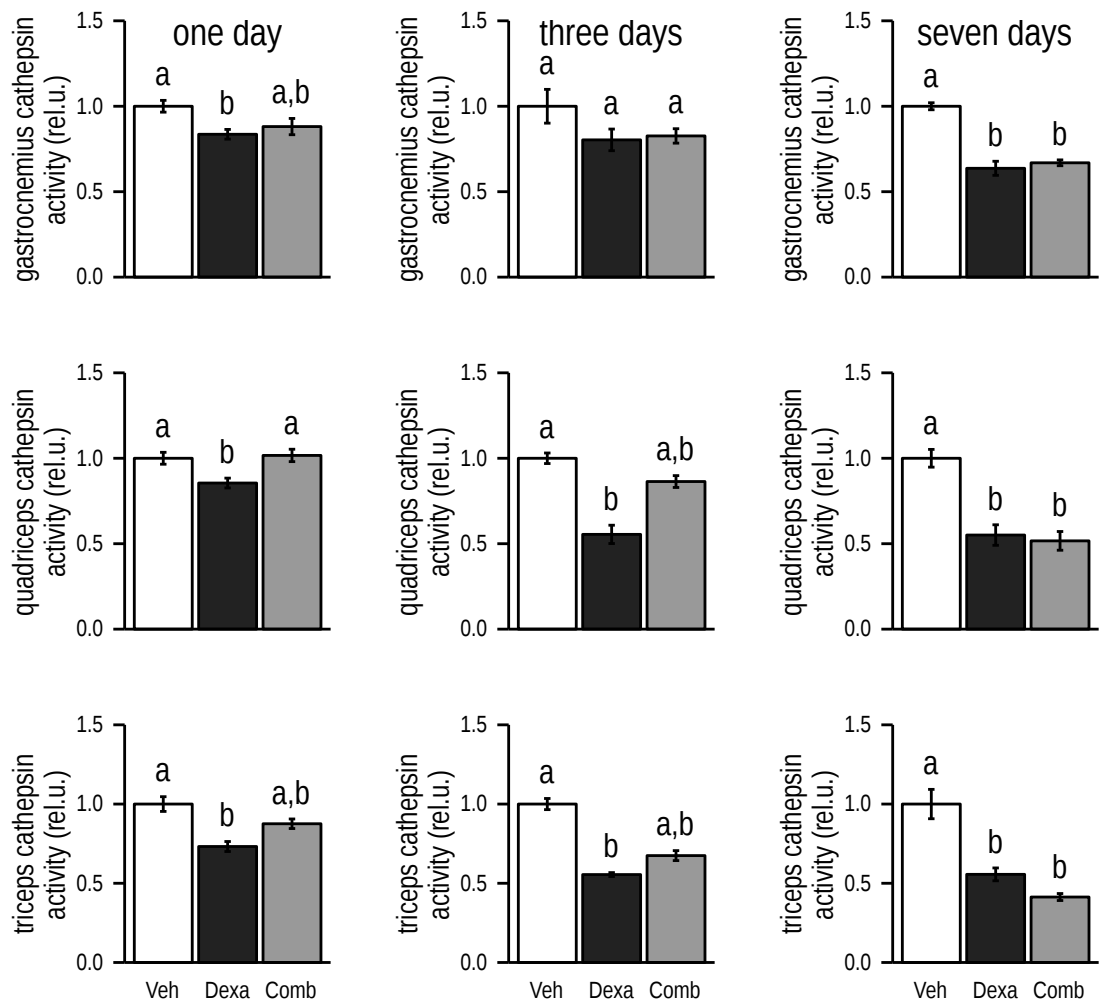 one day
three days
seven days
gastrocnemius cathepsin
activity (rel.u.)
1.5
1.0
0.5
0.0
a
b
a,b
gastrocnemius cathepsin
activity (rel.u.)
1.5
1.0
0.5
0.0
a
a
a
gastrocnemius cathepsin
activity (rel.u.)
1.5
1.0
0.5
0.0
a
b
b
quadriceps cathepsin
activity (rel.u.)
1.5
1.0
0.5
0.0
a
b
a
quadriceps cathepsin
activity (rel.u.)
1.5
1.0
0.5
0.0
a
b
a,b
quadriceps cathepsin
activity (rel.u.)
1.5
1.0
0.5
0.0
a
b
b
triceps cathepsin
activity (rel.u.)
1.5
1.0
0.5
0.0
a
b
a,b
Veh Dexa Comb
triceps cathepsin
activity (rel.u.)
1.5
1.0
0.5
0.0
a
b
a,b
Veh Dexa Comb
triceps cathepsin
activity (rel.u.)
1.5
1.0
0.5
0.0
a
b
b
Veh Dexa Comb